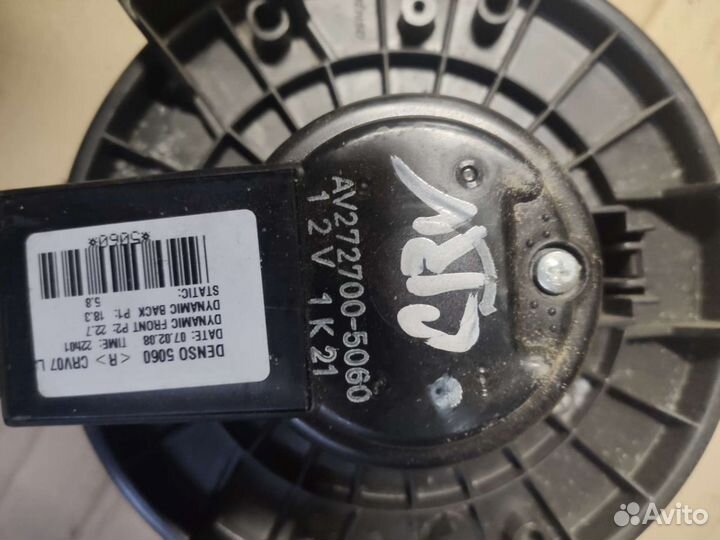 AV272700-5060
12V 1K21
CRV
DENSO 5060 <R> CRV07 L
DATE: 07.02.08 TIME: 22h01
DYNAMIC FRONT P2: 22.7
DYNAMIC BACK P1: 18.3
STATIC: 5.8
*5060*
Avito